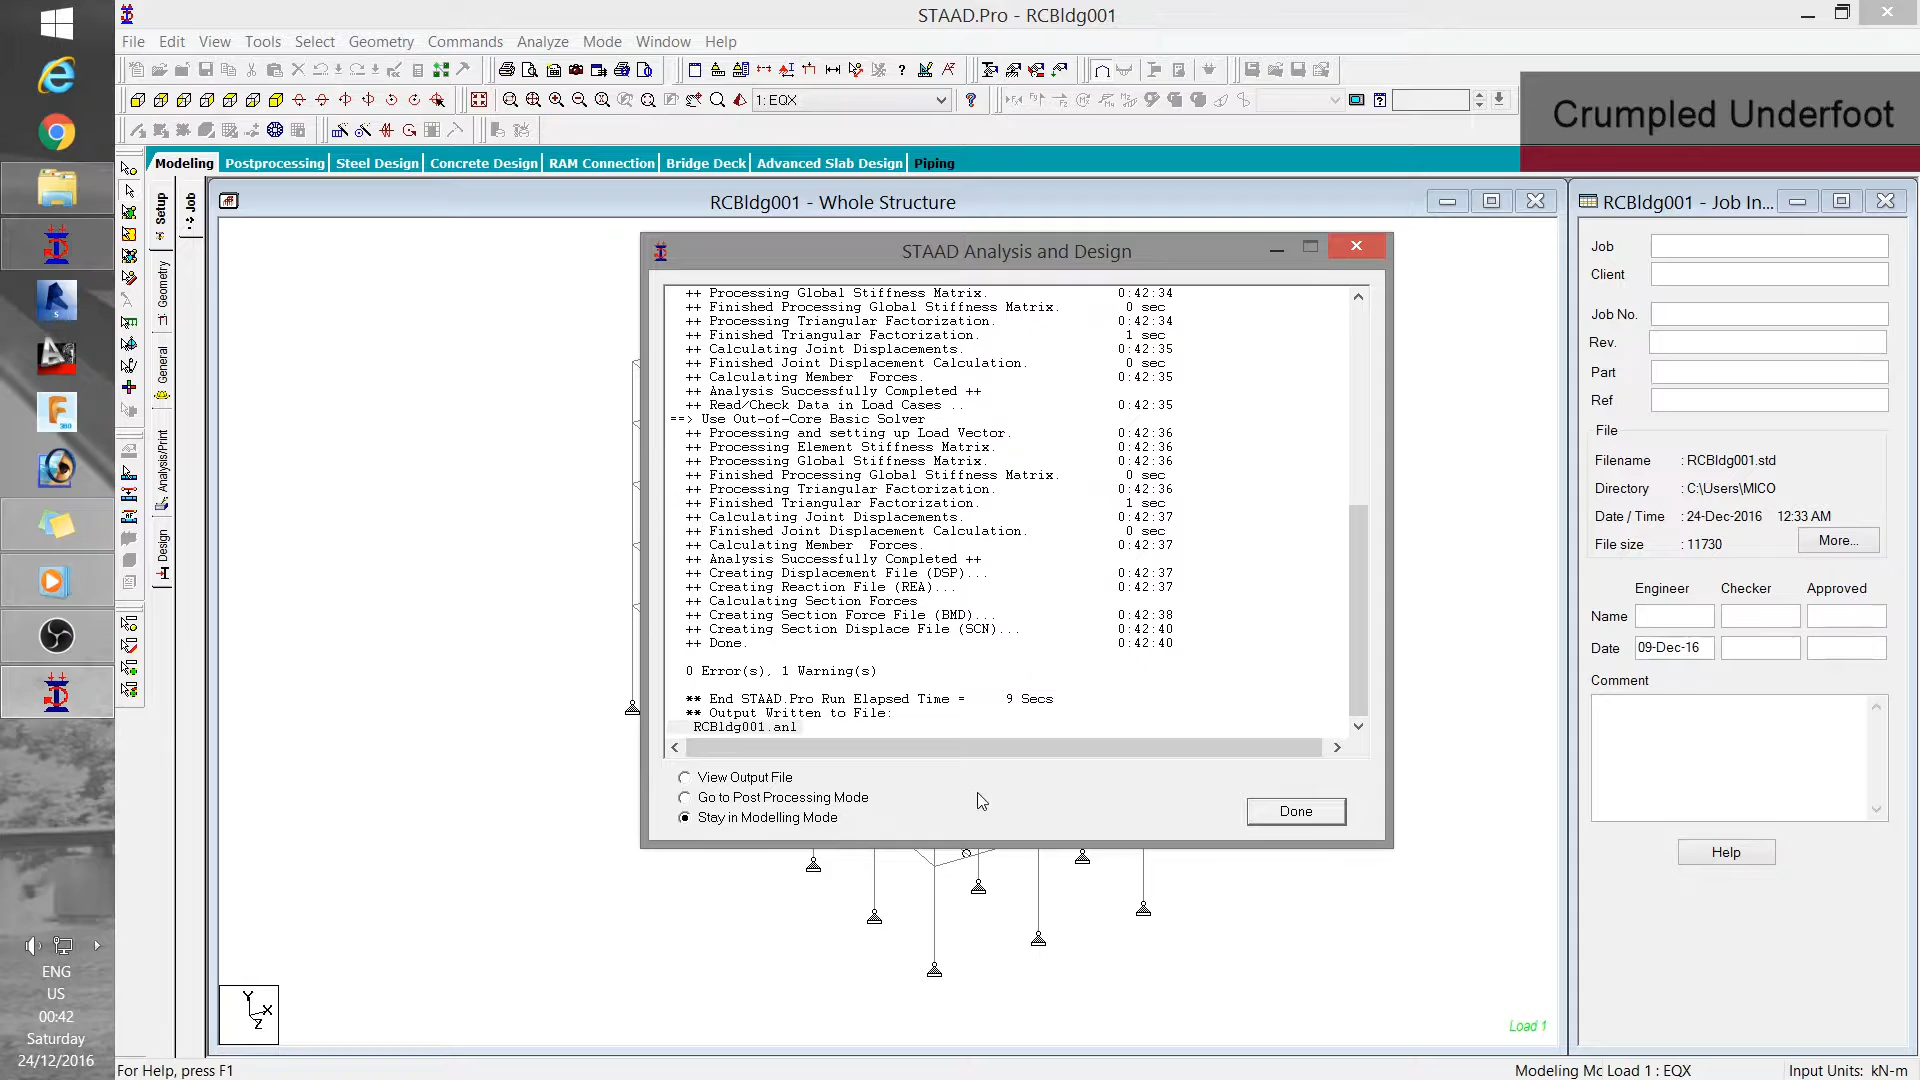 STAAD.Pro - RCBldg001
File Edit View Tools Select Geometry Commands Analyze Mode Window Help
1: EQX
Crumpled Underfoot
Modeling Postprocessing Steel Design Concrete Design RAM Connection Bridge Deck Advanced Slab Design Piping
Setup
Job
Geometry
General
Analysis/Print
Design
RCBldg001 - Whole Structure
STAAD Analysis and Design
++ Processing Global Stiffness Matrix. 0:42:34
++ Finished Processing Global Stiffness Matrix. 0 sec
++ Processing Triangular Factorization. 0:42:34
++ Finished Triangular Factorization. 1 sec
++ Calculating Joint Displacements. 0:42:35
++ Finished Joint Displacement Calculation. 0 sec
++ Calculating Member Forces. 0:42:35
++ Analysis Successfully Completed ++
++ Read/Check Data in Load Cases .. 0:42:35
==> Use Out-of-Core Basic Solver
++ Processing and setting up Load Vector. 0:42:36
++ Processing Element Stiffness Matrix. 0:42:36
++ Processing Global Stiffness Matrix. 0:42:36
++ Finished Processing Global Stiffness Matrix. 0 sec
++ Processing Triangular Factorization. 0:42:36
++ Finished Triangular Factorization. 1 sec
++ Calculating Joint Displacements. 0:42:37
++ Finished Joint Displacement Calculation. 0 sec
++ Calculating Member Forces. 0:42:37
++ Analysis Successfully Completed ++
++ Creating Displacement File (DSP)... 0:42:37
++ Creating Reaction File (REA)... 0:42:37
++ Calculating Section Forces
++ Creating Section Force File (BMD)... 0:42:38
++ Creating Section Displace File (SCN)... 0:42:40
++ Done. 0:42:40
0 Error(s), 1 Warning(s)
** End STAAD.Pro Run Elapsed Time = 9 Secs
** Output Written to File:
RCBldg001.anl
View Output File
Go to Post Processing Mode
Stay in Modelling Mode
Done
Y
X
Z
Load 1
RCBldg001 - Job In...
Job
Client
Job No.
Rev.
Part
Ref
File
Filename : RCBldg001.std
Directory : C:\Users\MICO
Date / Time : 24-Dec-2016 12:33 AM
File size : 11730 More...
Engineer Checker Approved
Name
Date 09-Dec-16
Comment
Help
ENG
US
00:42
Saturday
24/12/2016
For Help, press F1
Modeling Mc Load 1 : EQX
Input Units: kN-m